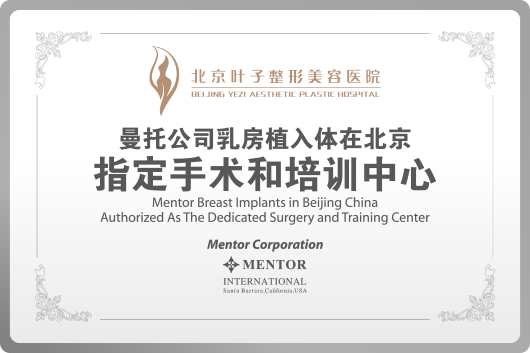 北京叶子整形美容医院
BEIJING YEZI AESTHETIC PLASTIC HOSPITAL
曼托公司乳房植入体在北京
指定手术和培训中心
Mentor Breast Implants in Beijing China
Authorized As The Dedicated Surgery and Training Center
Mentor Corporation
MENTOR
INTERNATIONAL
Santa Bartara,California,USA